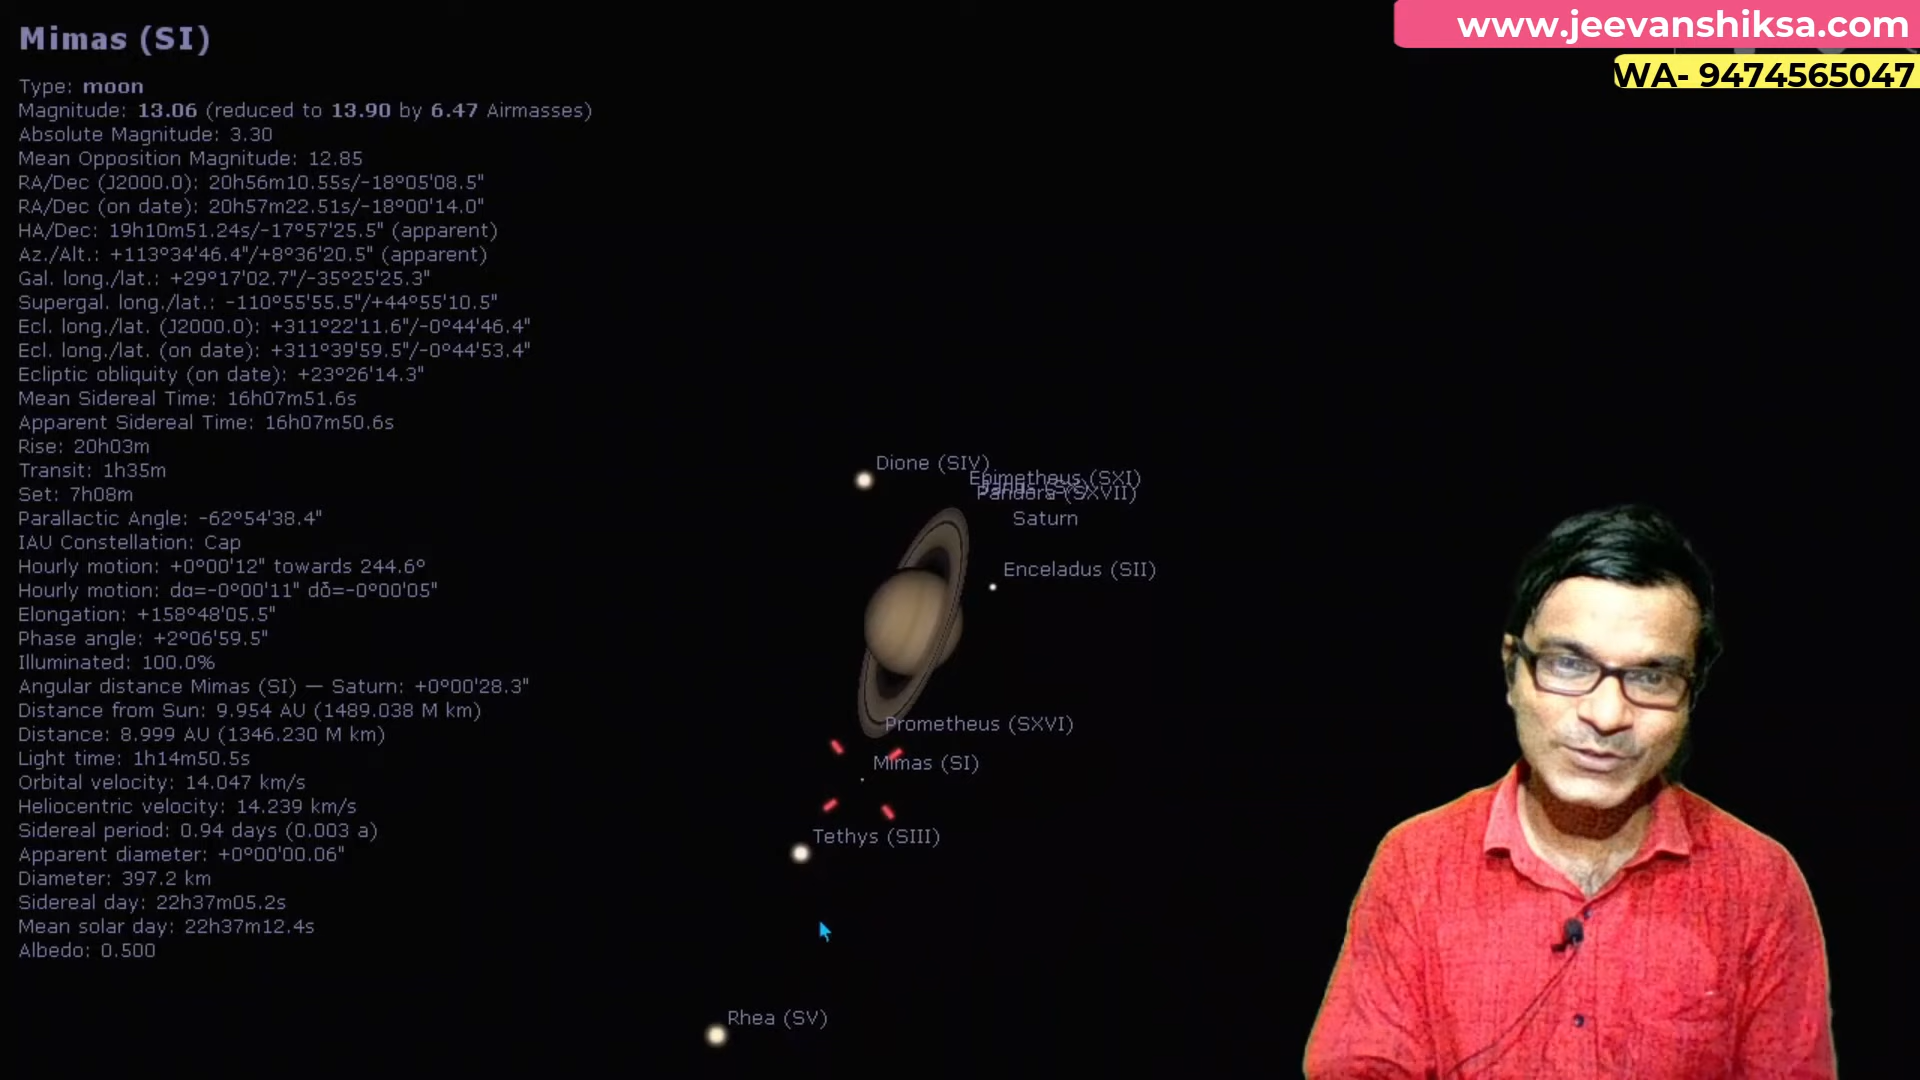 Mimas (SI)
www.jeevanshiksa.com
WA- 9474565047
Type: moon
Magnitude: 13.06 (reduced to 13.90 by 6.47 Airmasses)
Absolute Magnitude: 3.30
Mean Opposition Magnitude: 12.85
RA/Dec (J2000.0): 20h56m10.55s/-18°05'08.5"
RA/Dec (on date): 20h57m22.51s/-18°00'14.0"
HA/Dec: 19h10m51.24s/-17°57'25.5" (apparent)
Az./Alt.: +113°34'46.4"/+8°36'20.5" (apparent)
Gal. long./lat.: +29°17'02.7"/-35°25'25.3"
Supergal. long./lat.: -110°55'55.5"/+44°55'10.5"
Ecl. long./lat. (J2000.0): +311°22'11.6"/-0°44'46.4"
Ecl. long./lat. (on date): +311°39'59.5"/-0°44'53.4"
Ecliptic obliquity (on date): +23°26'14.3"
Mean Sidereal Time: 16h07m51.6s
Apparent Sidereal Time: 16h07m50.6s
Rise: 20h03m
Transit: 1h35m
Set: 7h08m
Parallactic Angle: -62°54'38.4"
IAU Constellation: Cap
Hourly motion: +0°00'12" towards 244.6°
Hourly motion: dα=-0°00'11" dδ=-0°00'05"
Elongation: +158°48'05.5"
Phase angle: +2°06'59.5"
Illuminated: 100.0%
Angular distance Mimas (SI) — Saturn: +0°00'28.3"
Distance from Sun: 9.954 AU (1489.038 M km)
Distance: 8.999 AU (1346.230 M km)
Light time: 1h14m50.5s
Orbital velocity: 14.047 km/s
Heliocentric velocity: 14.239 km/s
Sidereal period: 0.94 days (0.003 a)
Apparent diameter: +0°00'00.06"
Diameter: 397.2 km
Sidereal day: 22h37m05.2s
Mean solar day: 22h37m12.4s
Albedo: 0.500
Dione (SIV)
Epimetheus (SXI)
Pandora (SXVII)
Saturn
Enceladus (SII)
Prometheus (SXVI)
Mimas (SI)
Tethys (SIII)
Rhea (SV)